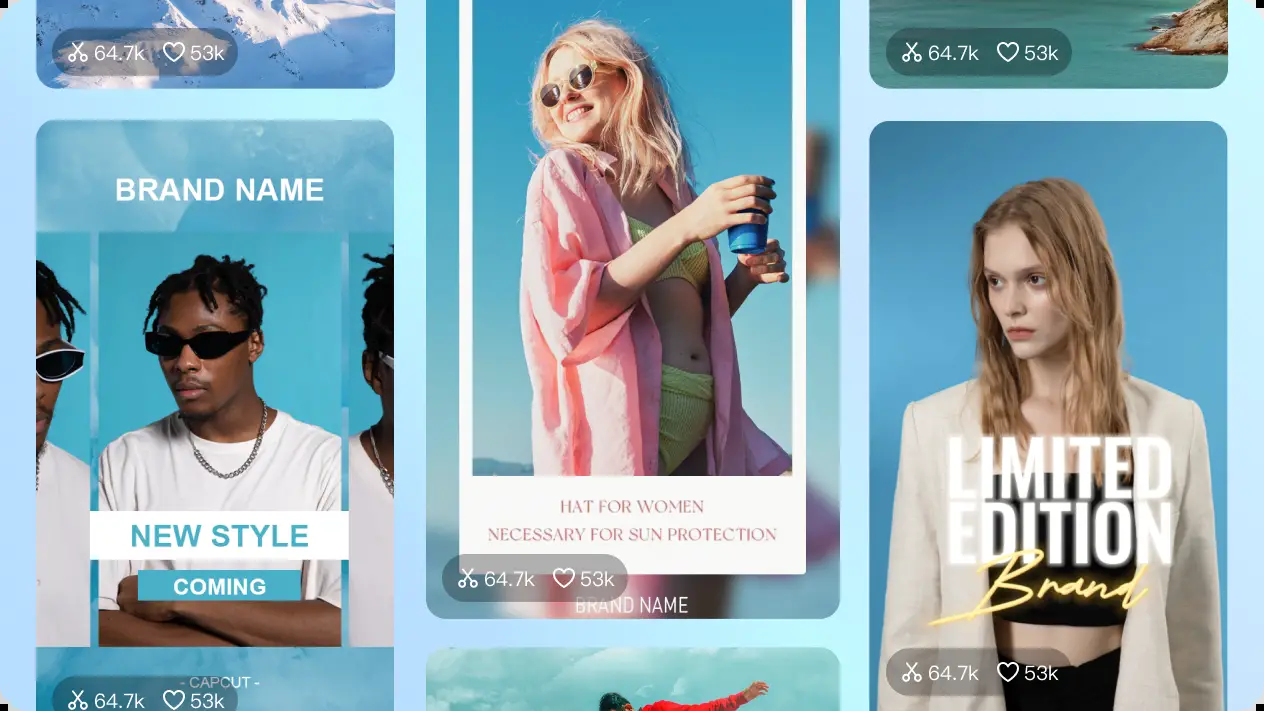 64.7k 53k
BRAND NAME
NEW STYLE
COMING
- CAPCUT -
64.7k 53k
HAT FOR WOMEN
NECESSARY FOR SUN PROTECTION
64.7k 53k
BRAND NAME
64.7k 53k
LIMITED
EDITION
Brand
64.7k 53k